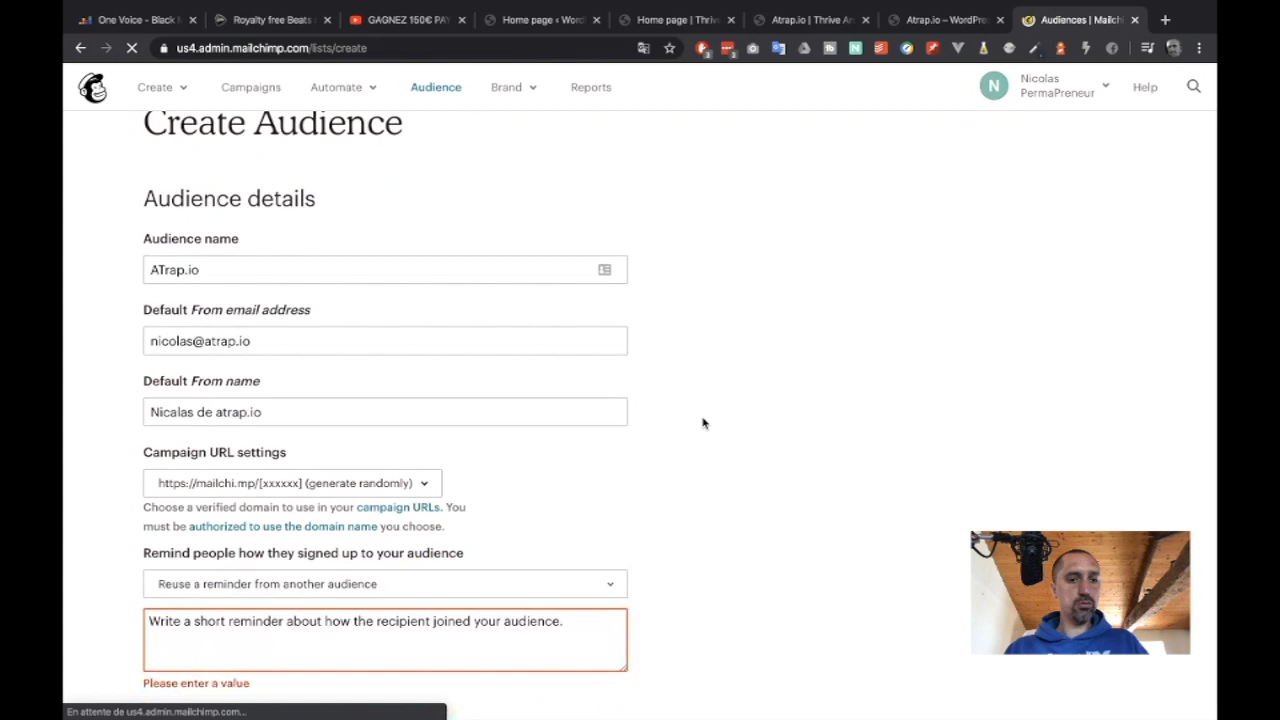 One Voice - Black M
Royalty free Beats
GAGNEZ 150€ PAY
Home page ‹ Word
Home page | Thriv
Atrap.io | Thrive Ar
Atrap.io – WordPre
Audiences | Mailch
us4.admin.mailchimp.com/lists/create
Create
Campaigns
Automate
Audience
Brand
Reports
N
Nicolas
PermaPreneur
Help
Create Audience
Audience details
Audience name
ATrap.io
Default From email address
nicolas@atrap.io
Default From name
Nicalas de atrap.io
Campaign URL settings
https://mailchi.mp/[xxxxxx] (generate randomly)
Choose a verified domain to use in your campaign URLs. You
must be authorized to use the domain name you choose.
Remind people how they signed up to your audience
Reuse a reminder from another audience
Write a short reminder about how the recipient joined your audience.
Please enter a value
En attente de us4.admin.mailchimp.com...